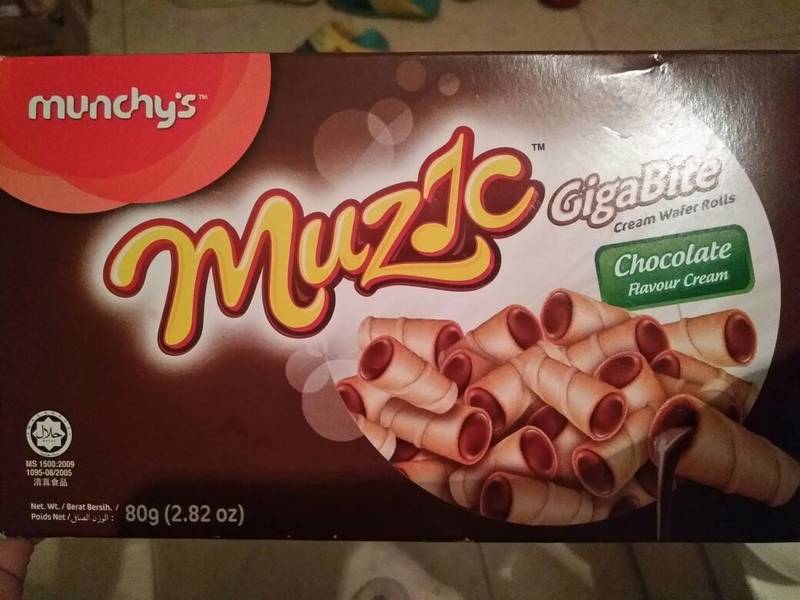 munchy's™
Muzic™
GigaBite
Cream Wafer Rolls
Chocolate
Flavour Cream
حلال
MS 1500:2009
1095-08/2005
清真食品
Net. Wt. / Berat Bersih. /
Poids Net / الوزن الصافي : 80g (2.82 oz)